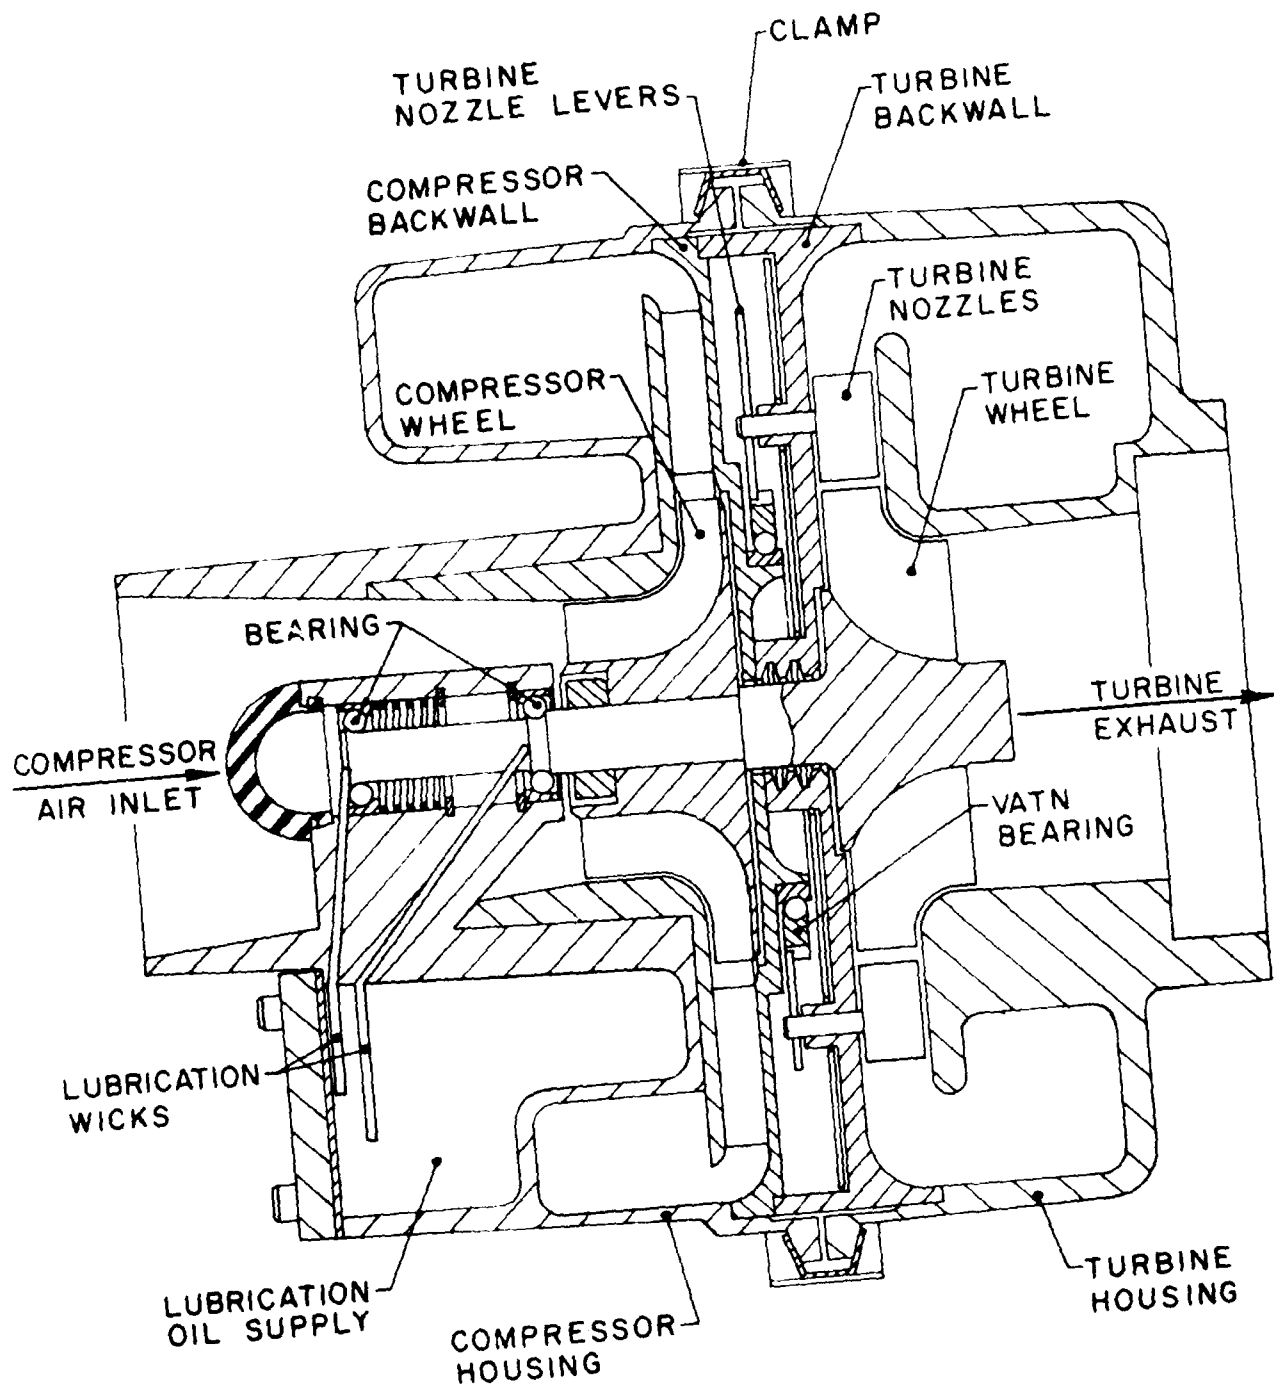 CLAMP
TURBINE
NOZZLE LEVERS
TURBINE
BACKWALL
COMPRESSOR
BACKWALL
TURBINE
NOZZLES
COMPRESSOR
WHEEL
TURBINE
WHEEL
BEARING
TURBINE
EXHAUST
COMPRESSOR
AIR INLET
VATN
BEARING
LUBRICATION
WICKS
LUBRICATION
OIL SUPPLY
COMPRESSOR
HOUSING
TURBINE
HOUSING